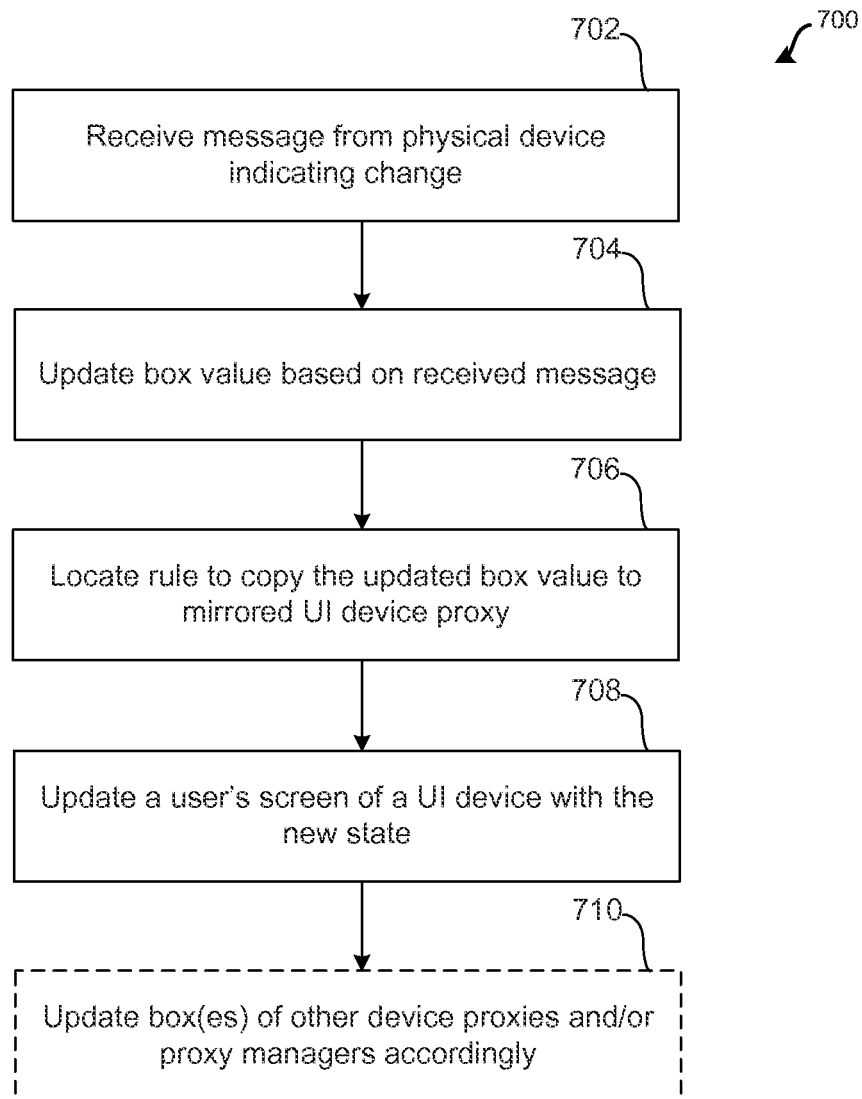 700
702
Receive message from physical device
indicating change
704
Update box value based on received message
706
Locate rule to copy the updated box value to
mirrored UI device proxy
708
Update a user's screen of a UI device with the
new state
710
Update box(es) of other device proxies and/or
proxy managers accordingly